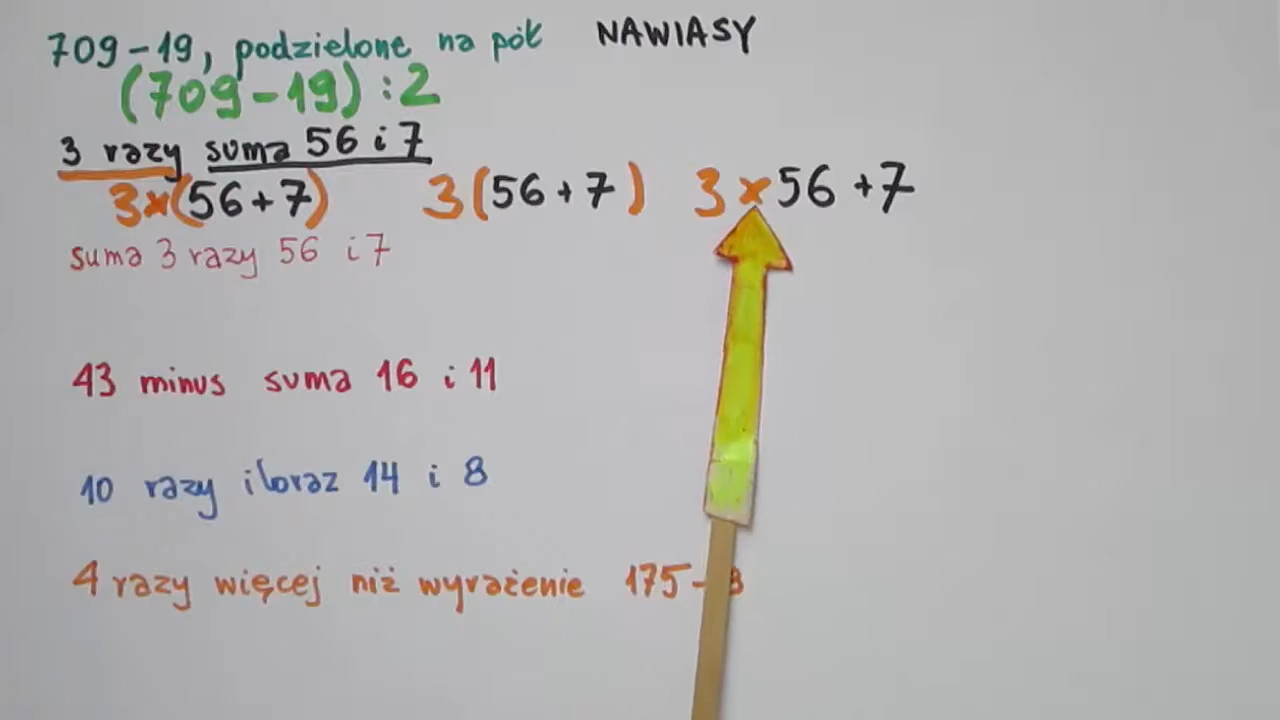 709-19, podzielone na pół NAWIASY
(709-19):2
3 razy suma 56 i 7
3×(56+7) 3(56+7) 3×56+7
suma 3 razy 56 i 7
43 minus suma 16 i 11
10 razy iloraz 14 i 8
4 razy więcej niż wyrażenie 175-